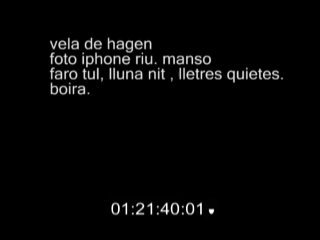 vela de hagen
foto iphone riu. manso
faro tul, lluna nit , lletres quietes.
boira.
01:21:40:01